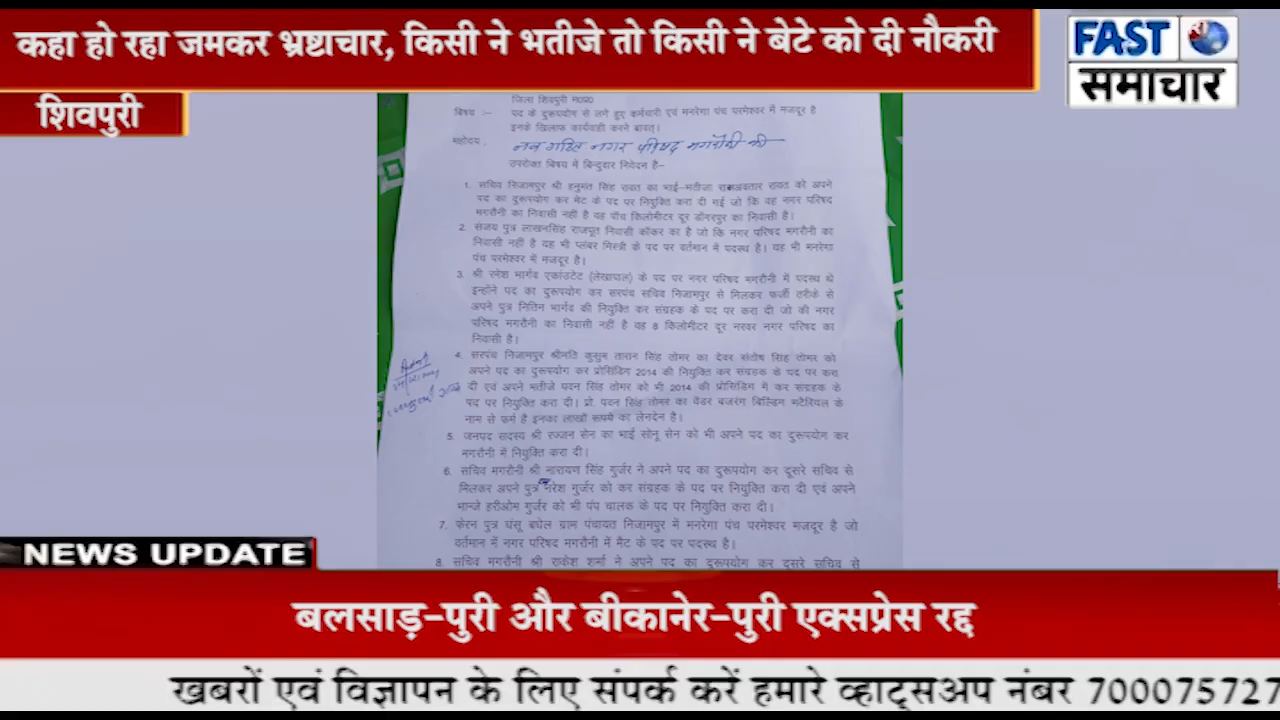 कहा हो रहा जमकर भ्रष्टाचार, किसी ने भतीजे तो किसी ने बेटे को दी नौकरी
FAST
समाचार
शिवपुरी
जिला शिवपुरी म0प्र0
बिषय :— पद के दुरूपयोग से लगे हुए कर्मचारी एवं मनरेगा पंच परमेश्वर में मजदूर है
इनके खिलाफ कार्यवाही करने बावत्।
महोदय, नव गठित नगर परिषद मगरौनी की
उपरोक्त बिषय में बिन्दुवार निवेदन है—
1. सचिव निजामपुर श्री हनुमंत सिंह रावत का भाई—भतीजा रामअवतार रावत को अपने
पद का दुरूपयोग कर मेट के पद पर नियुक्ति करा दी गई जो कि वह नगर परिषद
मगरौनी का निवासी नहीं है वह पाँच किलोमीटर दूर डोंगरपुर का निवासी है।
2. संजय पुत्र लाखनसिंह राजपूत निवासी कॉकर का है जो कि नगर परिषद मगरौनी का
निवासी नहीं है यह भी प्लंबर मिस्त्री के पद पर वर्तमान में पदस्थ है। यह भी मनरेगा
पंच परमेश्वर में मजदूर है।
3. श्री रमेश भार्गव एकांउटेट (लेखापाल) के पद पर नगर परिषद मगरौनी में पदस्थ थे
इन्होंने पद का दुरूपयोग कर सरपंच सचिव निजामपुर से मिलकर फर्जी तरीके से
अपने पुत्र नितिन भार्गव की नियुक्ति कर संग्रहक के पद पर करा दी जो की नगर
परिषद मगरौनी का निवासी नहीं है वह 8 किलोमीटर दूर नरवर नगर परिषद का
निवासी है।
4. सरपंच निजामपुर श्रीमति कुसुम तारान सिंह तोमर का देवर संतोष सिंह तोमर को
अपने पद का दुरूपयोग कर प्रोसिडिंग 2014 की नियुक्ति कर संग्रहक के पद पर करा
दी एवं अपने भतीजे पवन सिंह तोमर को भी 2014 की प्रोसिडिंग में कर संग्रहक के
पद पर नियुक्ति करा दी। प्रो. पवन सिंह तोमर का वेंडर बजरंग बिल्डिंग मटैरियल के
नाम से फर्म है इनका लाखों रूपयें का लेनदेन है।
5. जनपद सदस्य श्री रज्जन सेन का भाई सोनू सेन को भी अपने पद का दुरूपयोग कर
मगरौनी में नियुक्ति करा दी।
6. सचिव मगरौनी श्री नारायण सिंह गुर्जर ने अपने पद का दुरूपयोग कर दूसरे सचिव से
मिलकर अपने पुत्र नरेश गुर्जर को कर संग्रहक के पद पर नियुक्ति करा दी एवं अपने
भान्जे हरीओम गुर्जर को भी पंप चालक के पद पर नियुक्ति करा दी।
7. केरन पुत्र घंसू बघेल ग्राम पंचायत निजामपुर में मनरेगा पंच परमेश्वर मजदूर है जो
वर्तमान में नगर परिषद मगरौनी में मैट के पद पर पदस्थ है।
8. सचिव मगरौनी श्री राकेश शर्मा ने अपने पद का दुरूपयोग कर दूसरे सचिव से
NEWS UPDATE
बलसाड़-पुरी और बीकानेर-पुरी एक्सप्रेस रद्द
खबरों एवं विज्ञापन के लिए संपर्क करें हमारे व्हाट्सअप नंबर 700075727